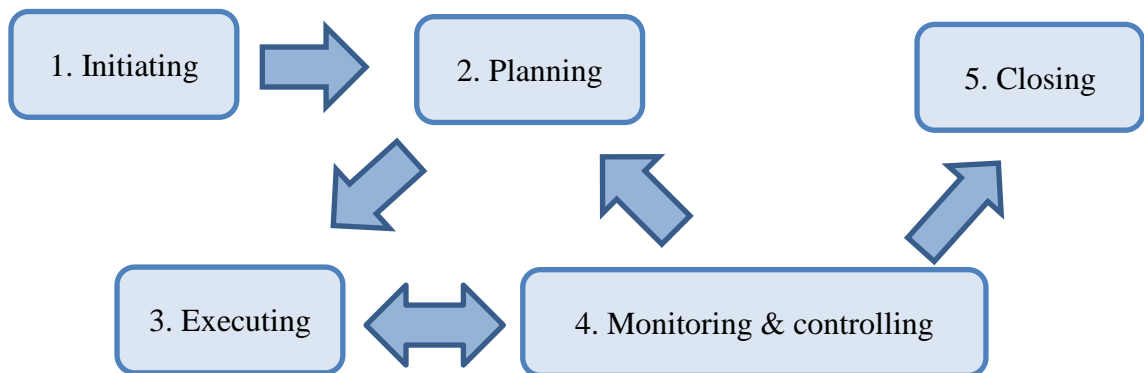 1. Initiating
2. Planning
5. Closing
3. Executing
4. Monitoring & controlling